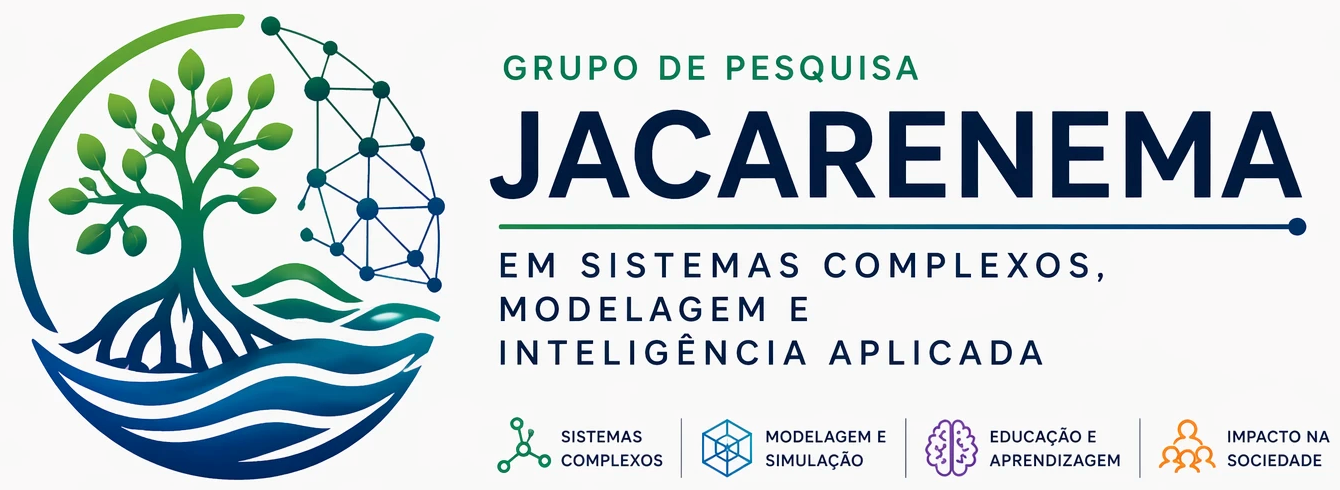 GRUPO DE PESQUISA
JACARENEMA
EM SISTEMAS COMPLEXOS,
MODELAGEM E
INTELIGÊNCIA APLICADA
SISTEMAS
COMPLEXOS
MODELAGEM E
SIMULAÇÃO
EDUCAÇÃO E
APRENDIZAGEM
IMPACTO NA
SOCIEDADE